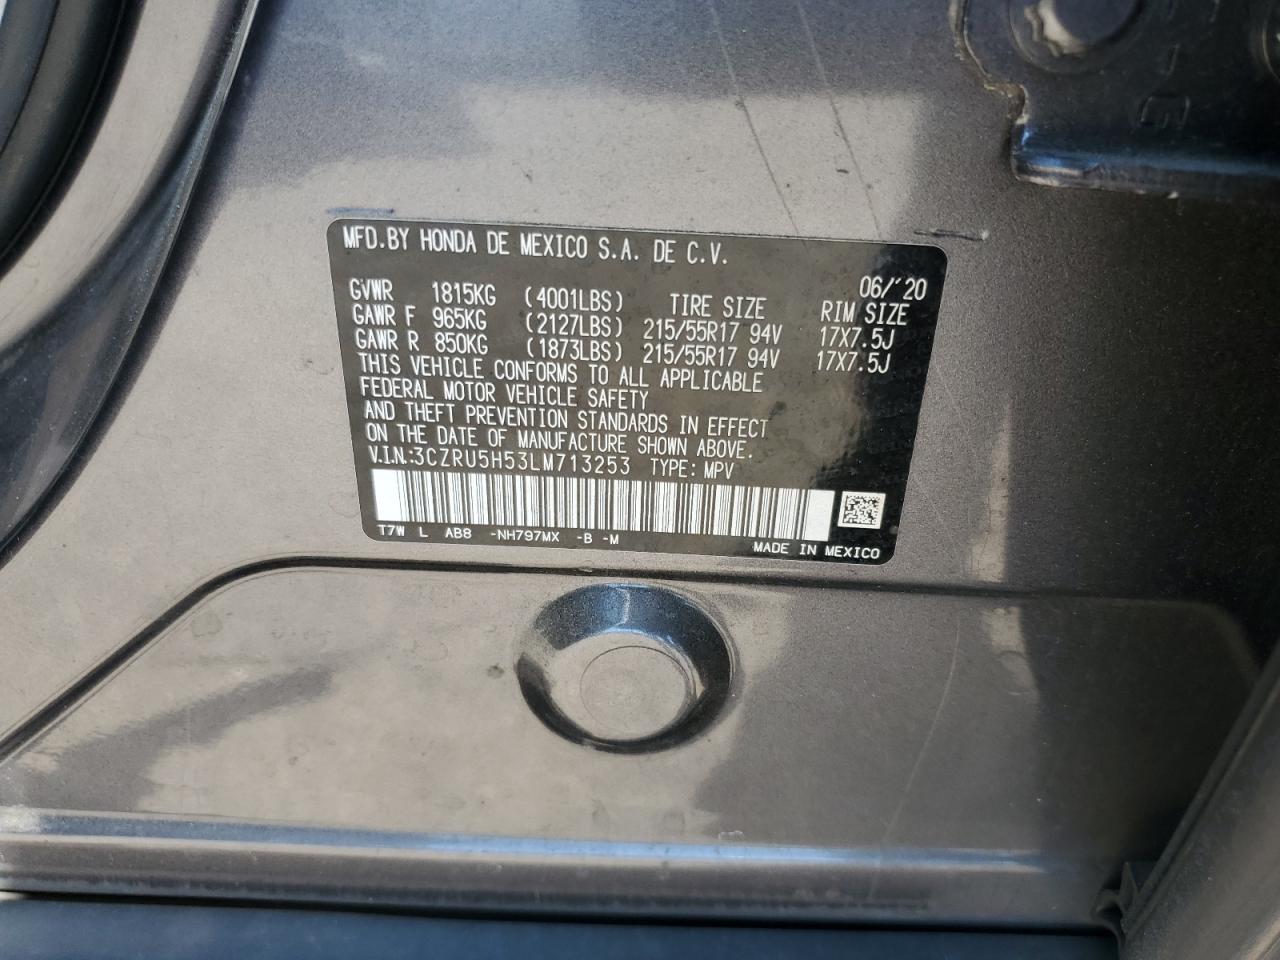 MFD.BY HONDA DE MEXICO S.A. DE C.V.
06/'20
GVWR 1815KG (4001LBS) TIRE SIZE RIM SIZE
GAWR F 965KG (2127LBS) 215/55R17 94V 17X7.5J
GAWR R 850KG (1873LBS) 215/55R17 94V 17X7.5J
THIS VEHICLE CONFORMS TO ALL APPLICABLE
FEDERAL MOTOR VEHICLE SAFETY
AND THEFT PREVENTION STANDARDS IN EFFECT
ON THE DATE OF MANUFACTURE SHOWN ABOVE.
V.I.N.:3CZRU5H53LM713253 TYPE: MPV
T7W L AB8 -NH797MX -B -M
MADE IN MEXICO